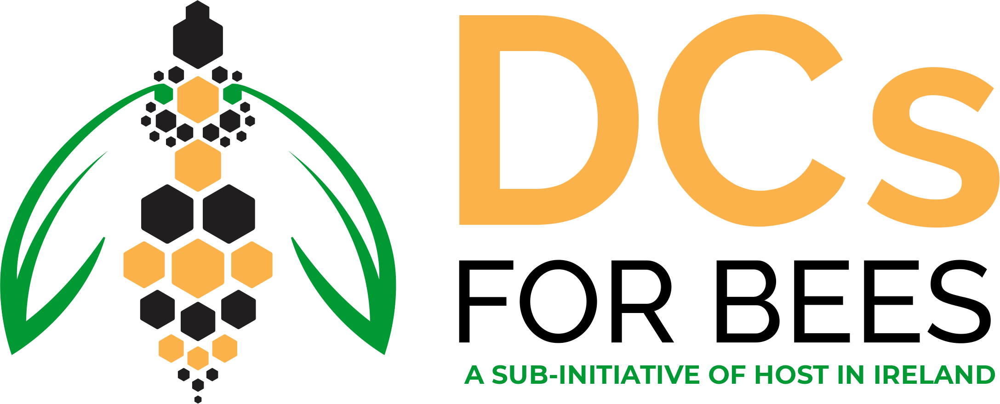 DCs
FOR BEES
A SUB-INITIATIVE OF HOST IN IRELAND